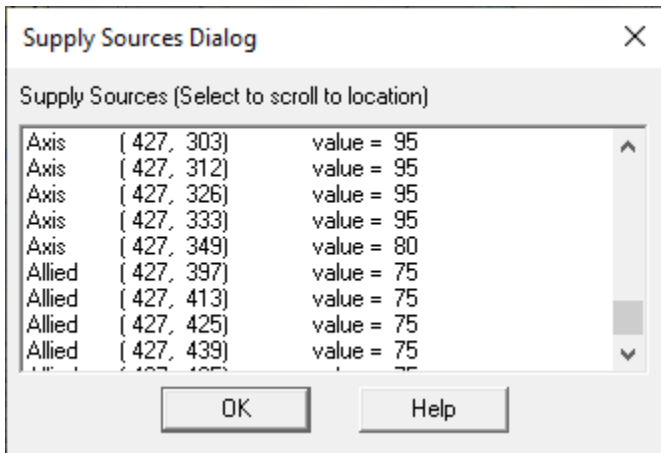 Supply Sources Dialog
Supply Sources (Select to scroll to location)
Axis ( 427, 303) value = 95
Axis ( 427, 312) value = 95
Axis ( 427, 326) value = 95
Axis ( 427, 333) value = 95
Axis ( 427, 349) value = 80
Allied ( 427, 397) value = 75
Allied ( 427, 413) value = 75
Allied ( 427, 425) value = 75
Allied ( 427, 439) value = 75
OK Help